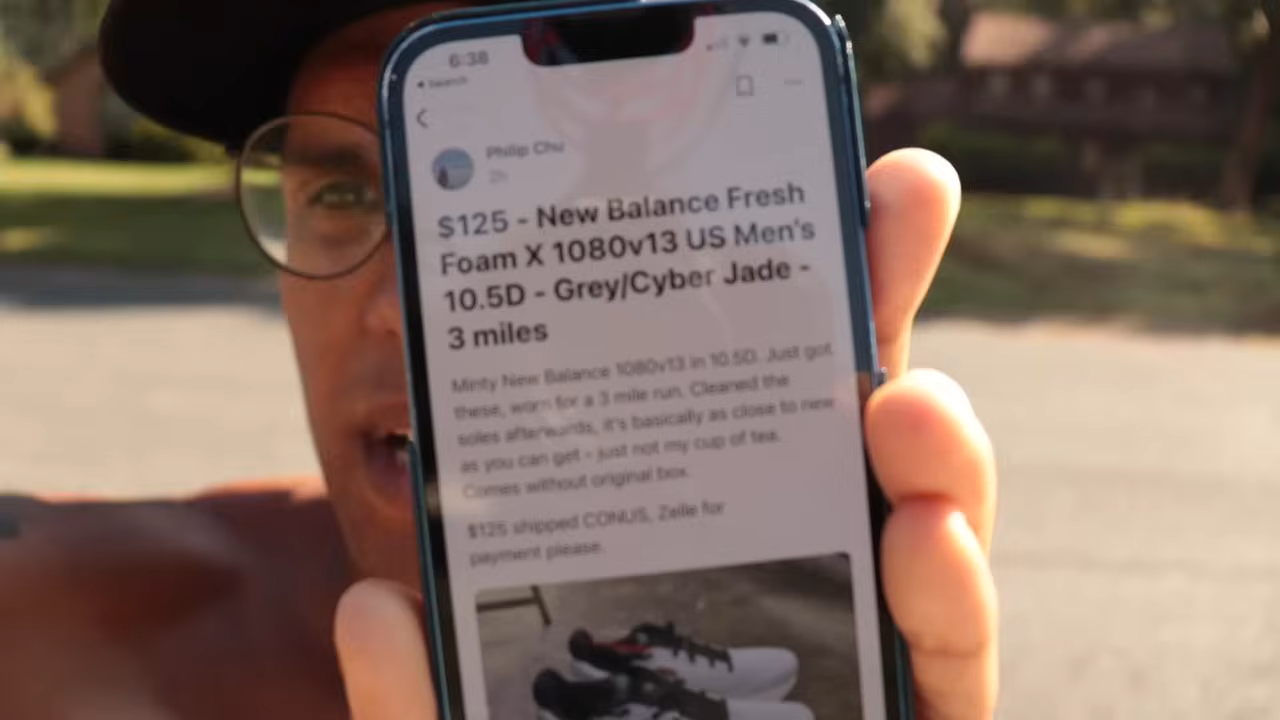 6:38
Search
Philip Chu
2h
$125 - New Balance Fresh
Foam X 1080v13 US Men's
10.5D - Grey/Cyber Jade -
3 miles
Minty New Balance 1080v13 in 10.5D. Just got
these, worn for a 3 mile run. Cleaned the
soles afterwards, it's basically as close to new
as you can get - just not my cup of tea.
Comes without original box.
$125 shipped CONUS, Zelle for
payment please.